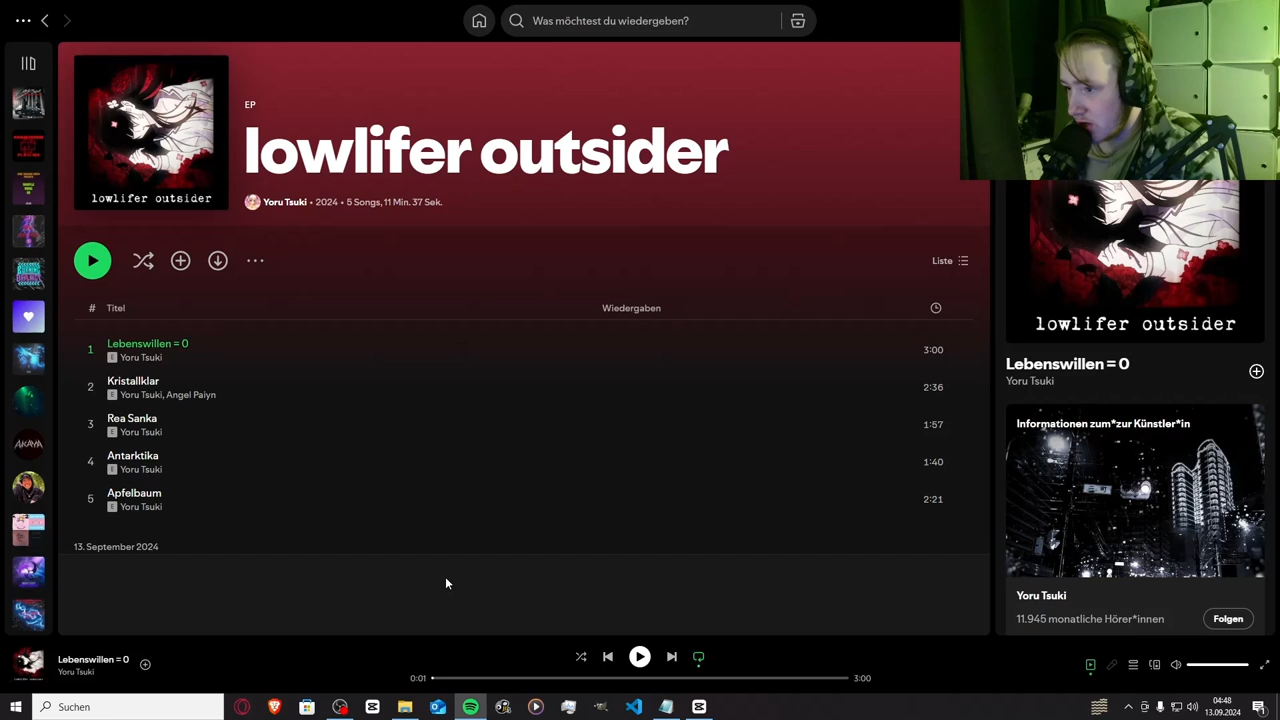 Was möchtest du wiedergeben?
lowlifer outsider
EP
lowlifer outsider
Yoru Tsuki • 2024 • 5 Songs, 11 Min. 37 Sek.
Liste
# Titel Wiedergaben
1 Lebenswillen = 0 3:00
E Yoru Tsuki
2 Kristallklar 2:36
E Yoru Tsuki, Angel Paiyn
3 Rea Sanka 1:57
E Yoru Tsuki
4 Antarktika 1:40
E Yoru Tsuki
5 Apfelbaum 2:21
E Yoru Tsuki
13. September 2024
lowlifer outsider
Lebenswillen = 0
Yoru Tsuki
Informationen zum*zur Künstler*in
Yoru Tsuki
11.945 monatliche Hörer*innen
Folgen
AKAYA
Lebenswillen = 0
Yoru Tsuki
0:01
3:00
Suchen
04:48
13.09.2024